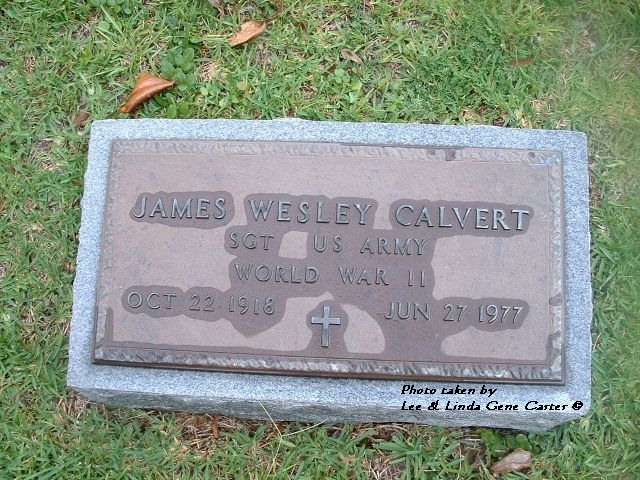 JAMES WESLEY CALVERT
SGT US ARMY
WORLD WAR II
OCT 22 1918 JUN 27 1977
Photo taken by
Lee & Linda Gene Carter ©